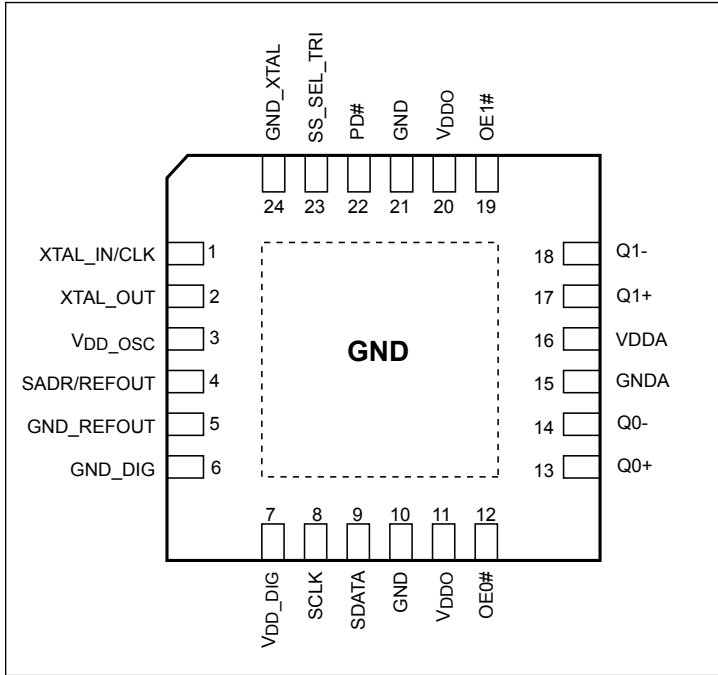 GND_XTAL
SS_SEL_TRI
PD#
GND
VDDO
OE1#
24
23
22
21
20
19
XTAL_IN/CLK 1
XTAL_OUT 2
VDD_OSC 3
SADR/REFOUT 4
GND_REFOUT 5
GND_DIG 6
GND
18 Q1-
17 Q1+
16 VDDA
15 GNDA
14 Q0-
13 Q0+
7
8
9
10
11
12
VDD_DIG
SCLK
SDATA
GND
VDDO
OE0#